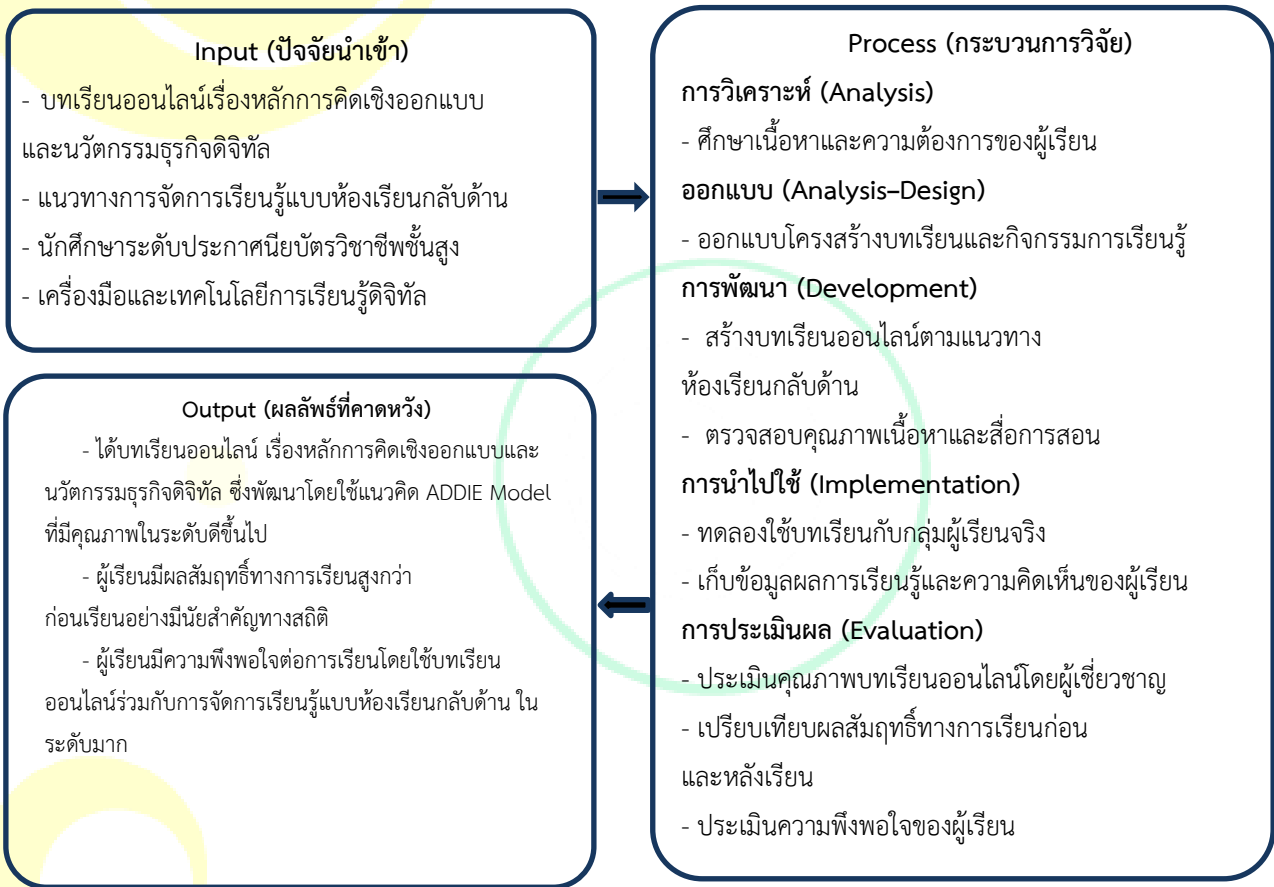 Input (ปัจจัยนำเข้า)
- บทเรียนออนไลน์เรื่องหลักการคิดเชิงออกแบบ
และนวัตกรรมธุรกิจดิจิทัล
- แนวทางการจัดการเรียนรู้แบบห้องเรียนกลับด้าน
- นักศึกษาระดับประกาศนียบัตรวิชาชีพชั้นสูง
- เครื่องมือและเทคโนโลยีการเรียนรู้ดิจิทัล
Process (กระบวนการวิจัย)
การวิเคราะห์ (Analysis)
- ศึกษาเนื้อหาและความต้องการของผู้เรียน
ออกแบบ (Analysis–Design)
- ออกแบบโครงสร้างบทเรียนและกิจกรรมการเรียนรู้
การพัฒนา (Development)
- สร้างบทเรียนออนไลน์ตามแนวทาง
ห้องเรียนกลับด้าน
- ตรวจสอบคุณภาพเนื้อหาและสื่อการสอน
การนำไปใช้ (Implementation)
- ทดลองใช้บทเรียนกับกลุ่มผู้เรียนจริง
- เก็บข้อมูลผลการเรียนรู้และความคิดเห็นของผู้เรียน
การประเมินผล (Evaluation)
- ประเมินคุณภาพบทเรียนออนไลน์โดยผู้เชี่ยวชาญ
- เปรียบเทียบผลสัมฤทธิ์ทางการเรียนก่อน
และหลังเรียน
- ประเมินความพึงพอใจของผู้เรียน
Output (ผลลัพธ์ที่คาดหวัง)
- ได้บทเรียนออนไลน์ เรื่องหลักการคิดเชิงออกแบบและ
นวัตกรรมธุรกิจดิจิทัล ซึ่งพัฒนาโดยใช้แนวคิด ADDIE Model
ที่มีคุณภาพในระดับดีขึ้นไป
- ผู้เรียนมีผลสัมฤทธิ์ทางการเรียนสูงกว่า
ก่อนเรียนอย่างมีนัยสำคัญทางสถิติ
- ผู้เรียนมีความพึงพอใจต่อการเรียนโดยใช้บทเรียน
ออนไลน์ร่วมกับการจัดการเรียนรู้แบบห้องเรียนกลับด้าน ใน
ระดับมาก